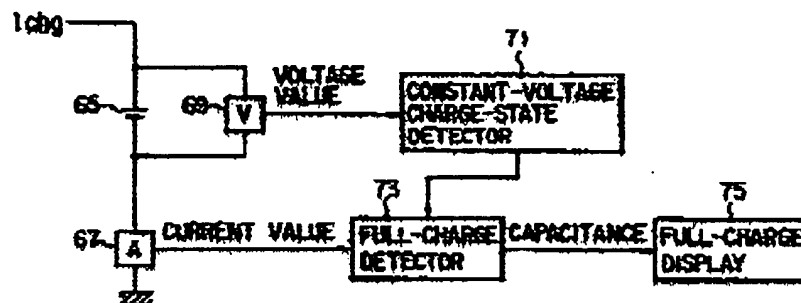 Ichg
71
VOLTAGE
VALUE
CONSTANT-VOLTAGE
CHARGE-STATE
DETECTOR
65
69
V
73
75
67
A
CURRENT VALUE
FULL-CHARGE
DETECTOR
CAPACITANCE
FULL-CHARGE
DISPLAY